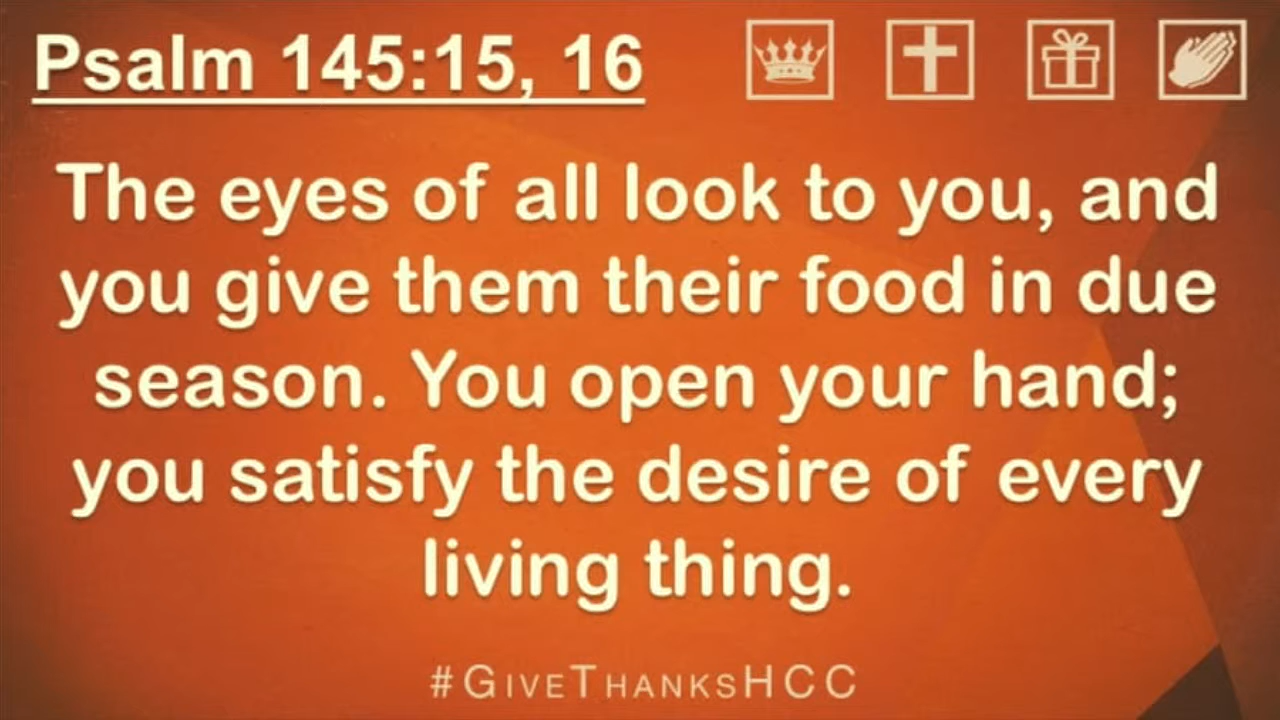 Psalm 145:15, 16
The eyes of all look to you, and
you give them their food in due
season. You open your hand;
you satisfy the desire of every
living thing.
#GiveThanksHCC